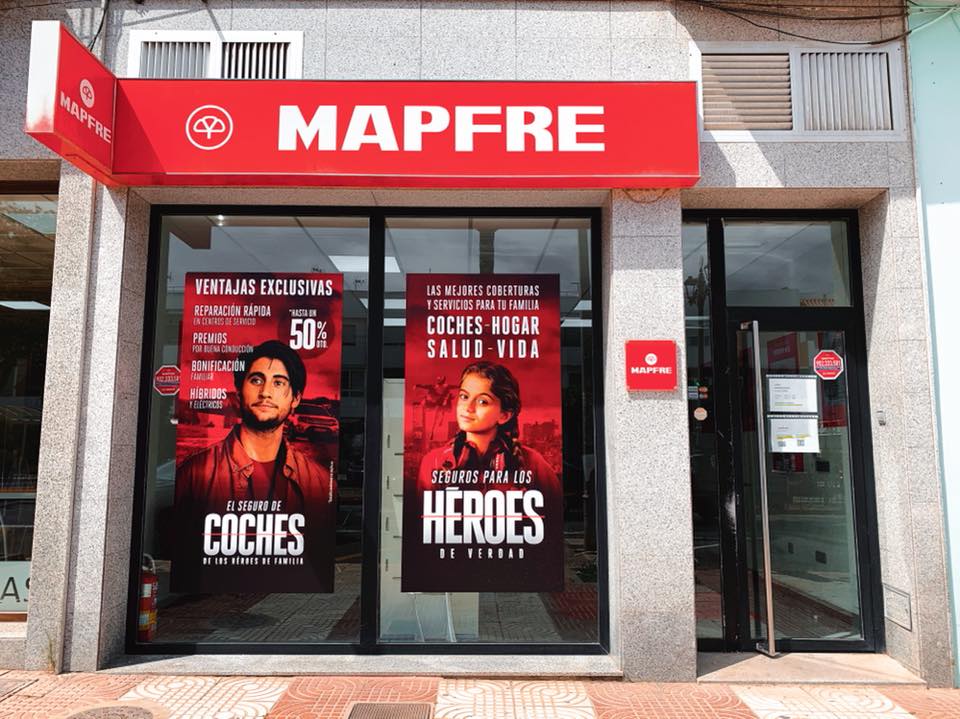 MAPFRE
MAPFRE
VENTAJAS EXCLUSIVAS
REPARACIÓN RÁPIDA
EN CENTROS DE SERVICIO
PREMIOS
POR BUENA CONDUCCIÓN
BONIFICACIÓN
FAMILIAR
HÍBRIDOS
Y ELÉCTRICOS
*HASTA UN
50%
DTO.
EL SEGURO DE
COCHES
DE LOS HÉROES DE FAMILIA
LAS MEJORES COBERTURAS
Y SERVICIOS PARA TU FAMILIA
COCHES-HOGAR
SALUD-VIDA
SEGUROS PARA LOS
HÉROES
DE VERDAD
MAPFRE
AS